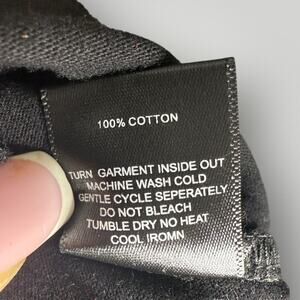 100% COTTON
TURN GARMENT INSIDE OUT
MACHINE WASH COLD
GENTLE CYCLE SEPERATELY
DO NOT BLEACH
TUMBLE DRY NO HEAT
COOL IROMN